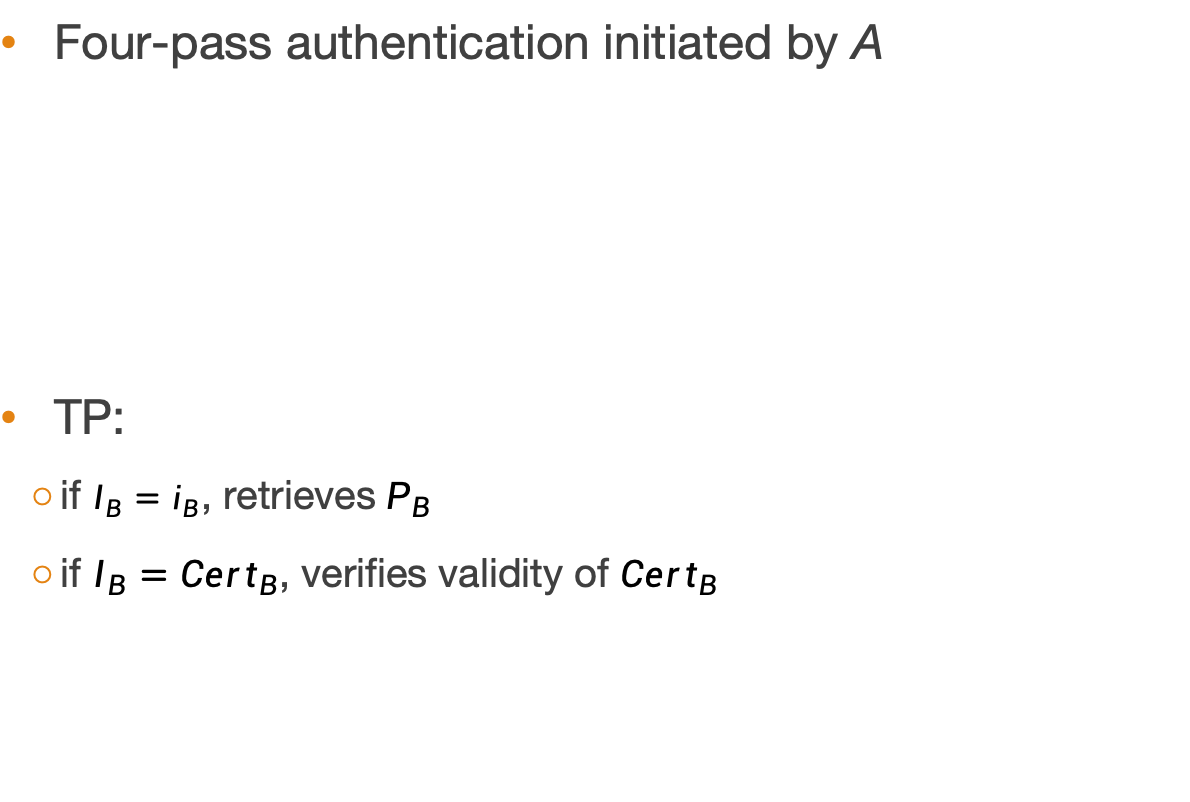 • Four-pass authentication initiated by A
• TP:
○ if I_B = i_B, retrieves P_B
○ if I_B = Cert_B, verifies validity of Cert_B